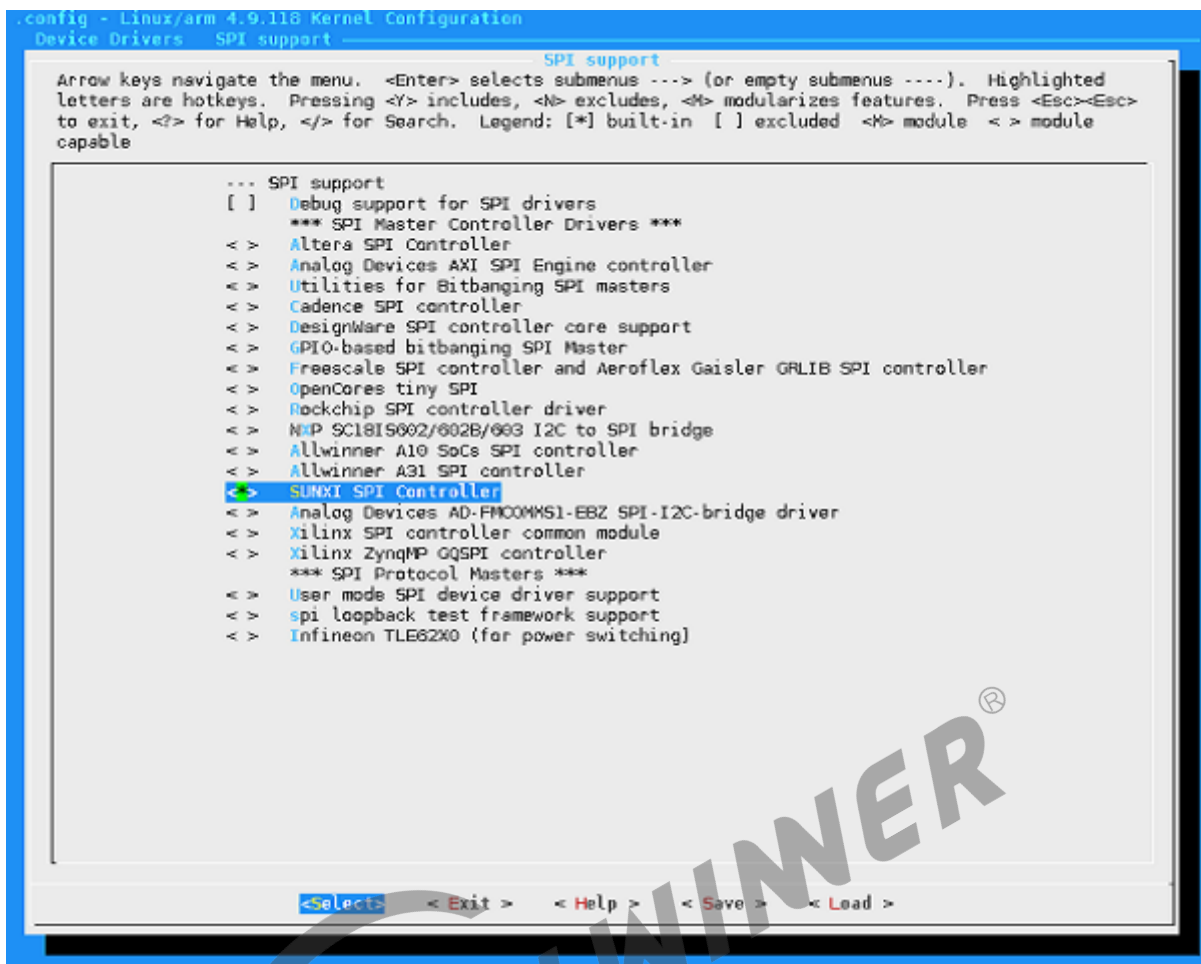 .config - Linux/arm 4.9.118 Kernel Configuration
Device Drivers   SPI support
SPI support
Arrow keys navigate the menu.  <Enter> selects submenus ---> (or empty submenus ----).  Highlighted
letters are hotkeys.  Pressing <Y> includes, <N> excludes, <M> modularizes features.  Press <Esc><Esc>
to exit, <?> for Help, </> for Search.  Legend: [*] built-in  [ ] excluded  <M> module  < > module
capable
--- SPI support
[ ]   Debug support for SPI drivers
*** SPI Master Controller Drivers ***
< >   Altera SPI Controller
< >   Analog Devices AXI SPI Engine controller
< >   Utilities for Bitbanging SPI masters
< >   Cadence SPI controller
< >   DesignWare SPI controller core support
< >   GPIO-based bitbanging SPI Master
< >   Freescale SPI controller and Aeroflex Gaisler GRLIB SPI controller
< >   OpenCores tiny SPI
< >   Rockchip SPI controller driver
< >   NXP SC18IS602/602B/603 I2C to SPI bridge
< >   Allwinner A10 SoCs SPI controller
< >   Allwinner A31 SPI controller
<*>   SUNXI SPI Controller
< >   Analog Devices AD-FMCOMMS1-EBZ SPI-I2C-bridge driver
< >   Xilinx SPI controller common module
< >   Xilinx ZynqMP GQSPI controller
*** SPI Protocol Masters ***
< >   User mode SPI device driver support
< >   spi loopback test framework support
< >   Infineon TLE62X0 (for power switching)
<Select>    < Exit >    < Help >    < Save >    < Load >
WINNER®